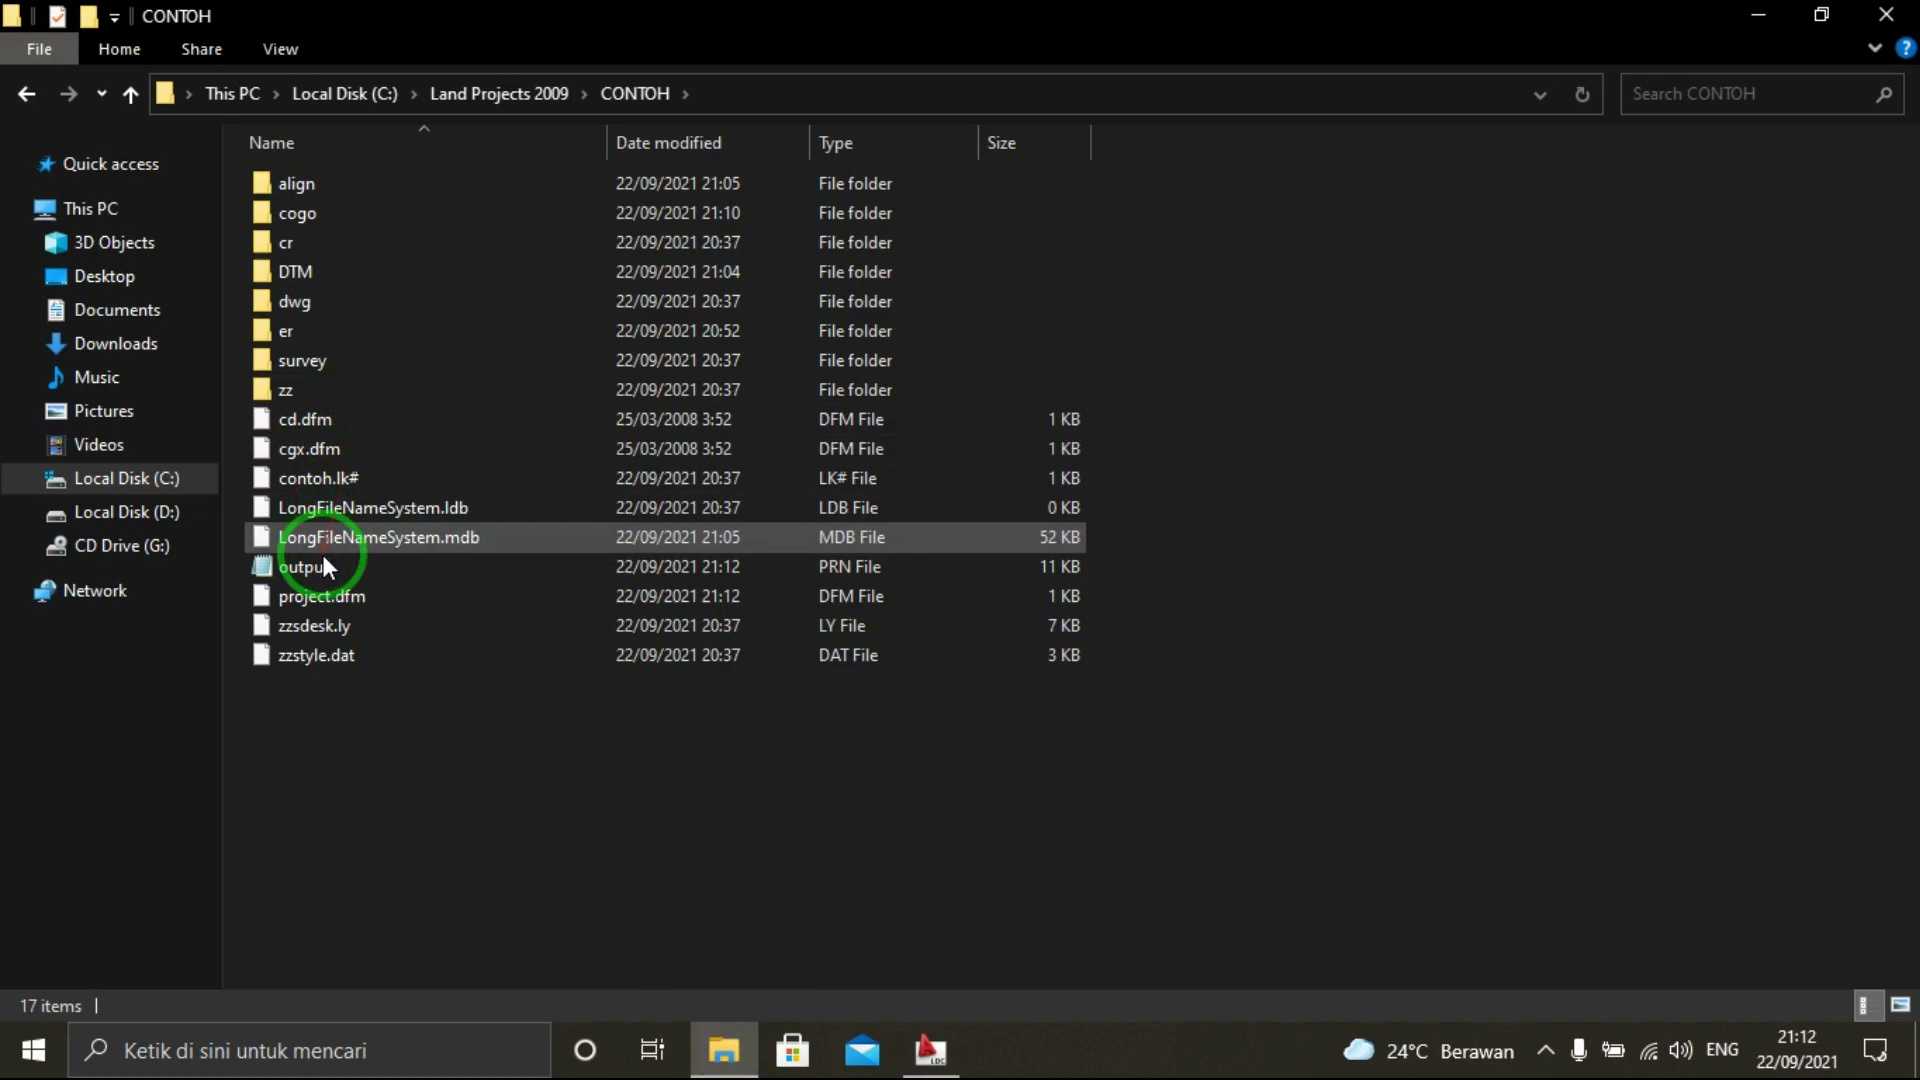 CONTOH
File Home Share View
This PC Local Disk (C:) Land Projects 2009 CONTOH
Search CONTOH
Name Date modified Type Size
Quick access
This PC
3D Objects
Desktop
Documents
Downloads
Music
Pictures
Videos
Local Disk (C:)
Local Disk (D:)
CD Drive (G:)
Network
align 22/09/2021 21:05 File folder
cogo 22/09/2021 21:10 File folder
cr 22/09/2021 20:37 File folder
DTM 22/09/2021 21:04 File folder
dwg 22/09/2021 20:37 File folder
er 22/09/2021 20:52 File folder
survey 22/09/2021 20:37 File folder
zz 22/09/2021 20:37 File folder
cd.dfm 25/03/2008 3:52 DFM File 1 KB
cgx.dfm 25/03/2008 3:52 DFM File 1 KB
contoh.lk# 22/09/2021 20:37 LK# File 1 KB
LongFileNameSystem.ldb 22/09/2021 20:37 LDB File 0 KB
LongFileNameSystem.mdb 22/09/2021 21:05 MDB File 52 KB
22/09/2021 21:12 PRN File 11 KB
project.dfm 22/09/2021 21:12 DFM File 1 KB
zzsdesk.ly 22/09/2021 20:37 LY File 7 KB
zzstyle.dat 22/09/2021 20:37 DAT File 3 KB
17 items
Ketik di sini untuk mencari
LDC
24°C Berawan
ENG
21:12
22/09/2021